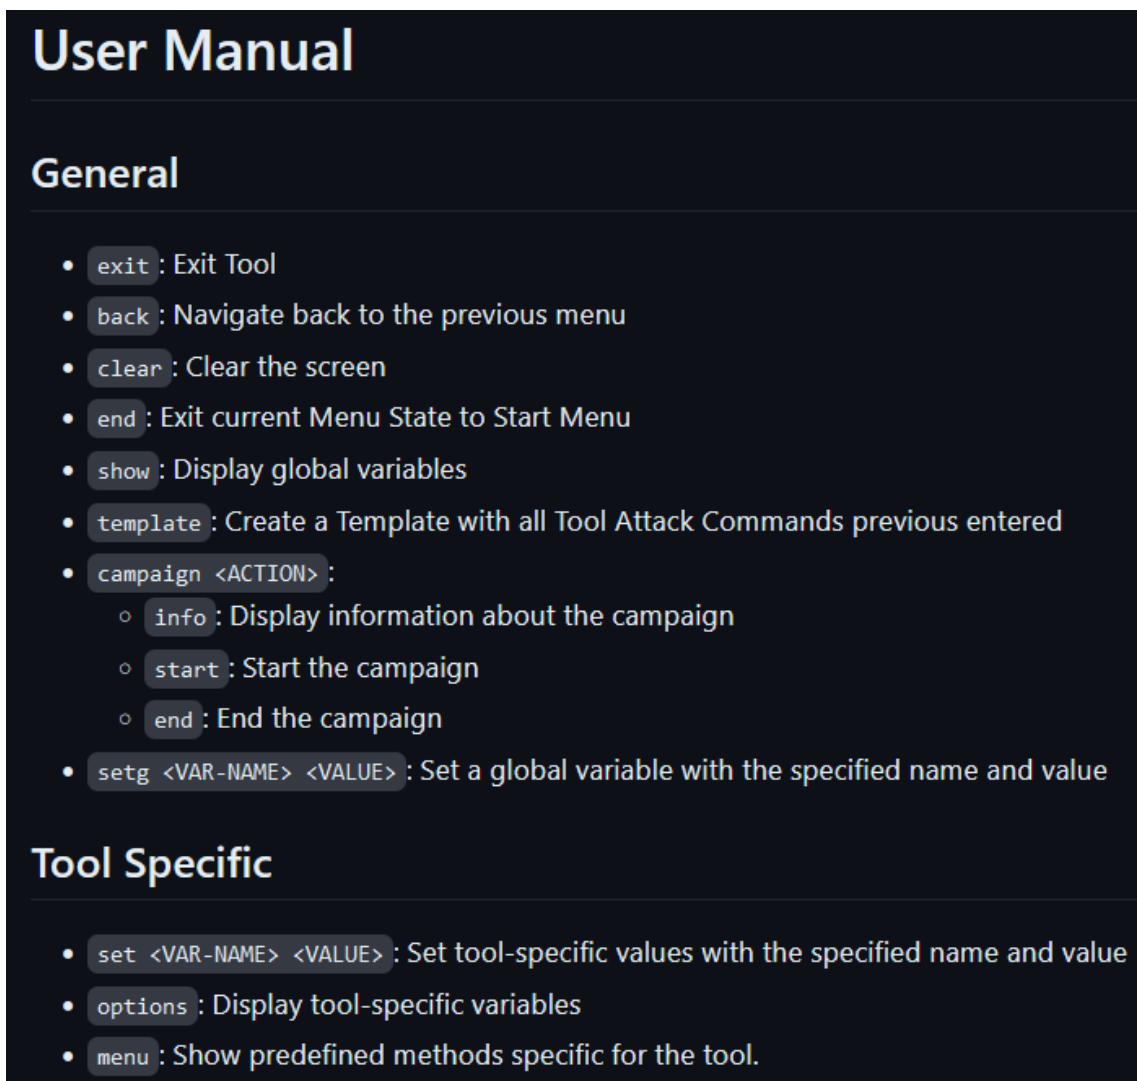 User Manual
General
• exit : Exit Tool
• back : Navigate back to the previous menu
• clear : Clear the screen
• end : Exit current Menu State to Start Menu
• show : Display global variables
• template : Create a Template with all Tool Attack Commands previous entered
• campaign <ACTION> :
◦ info : Display information about the campaign
◦ start : Start the campaign
◦ end : End the campaign
• setg <VAR-NAME> <VALUE> : Set a global variable with the specified name and value
Tool Specific
• set <VAR-NAME> <VALUE> : Set tool-specific values with the specified name and value
• options : Display tool-specific variables
• menu : Show predefined methods specific for the tool.